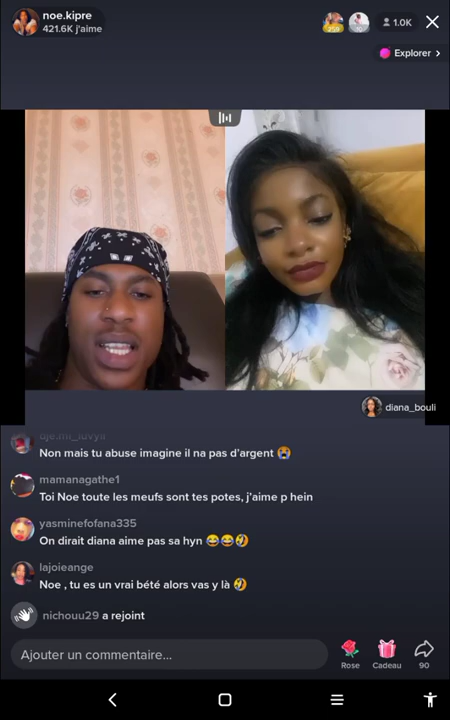 noe.kipre
421.6K j'aime
1.0K
Explorer
diana_bouli
Non mais tu abuse imagine il na pas d'argent 😭
mamanagathe1
Toi Noe toute les meufs sont tes potes, j'aime p hein
yasminefofana335
On dirait diana aime pas sa hyn 😂😂🤣
lajoieange
Noe , tu es un vrai bété alors vas y là 🤣
nichouu29 a rejoint
Ajouter un commentaire...
Rose
Cadeau
90